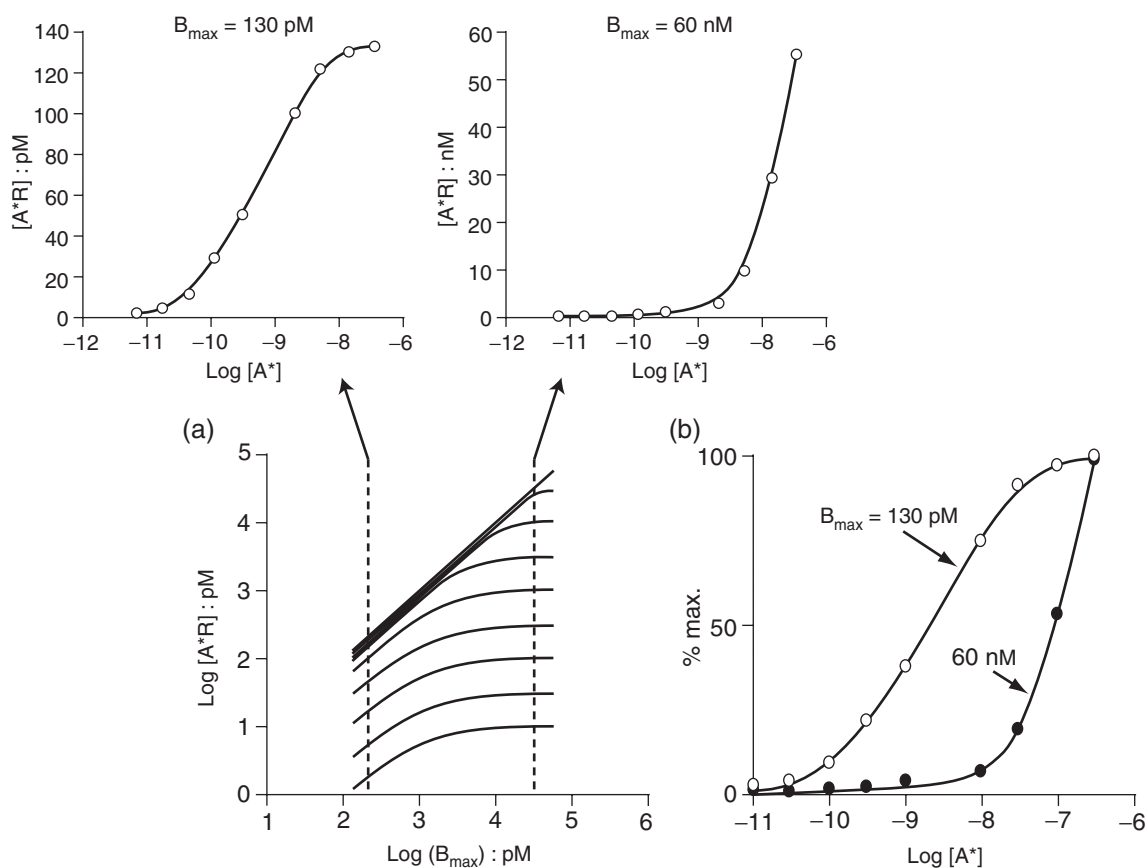 B_max = 130 pM
140
120
100
80
60
40
20
0
[A*R] : pM
–12 –11 –10 –9 –8 –7 –6
Log [A*]
B_max = 60 nM
60
50
40
30
20
10
0
[A*R] : nM
–12 –11 –10 –9 –8 –7 –6
Log [A*]
(a)
5
4
3
2
1
0
Log [A*R] : pM
1 2 3 4 5 6
Log (B_max) : pM
(b)
100
50
0
% max.
B_max = 130 pM
60 nM
–11 –10 –9 –8 –7 –6
Log [A*]